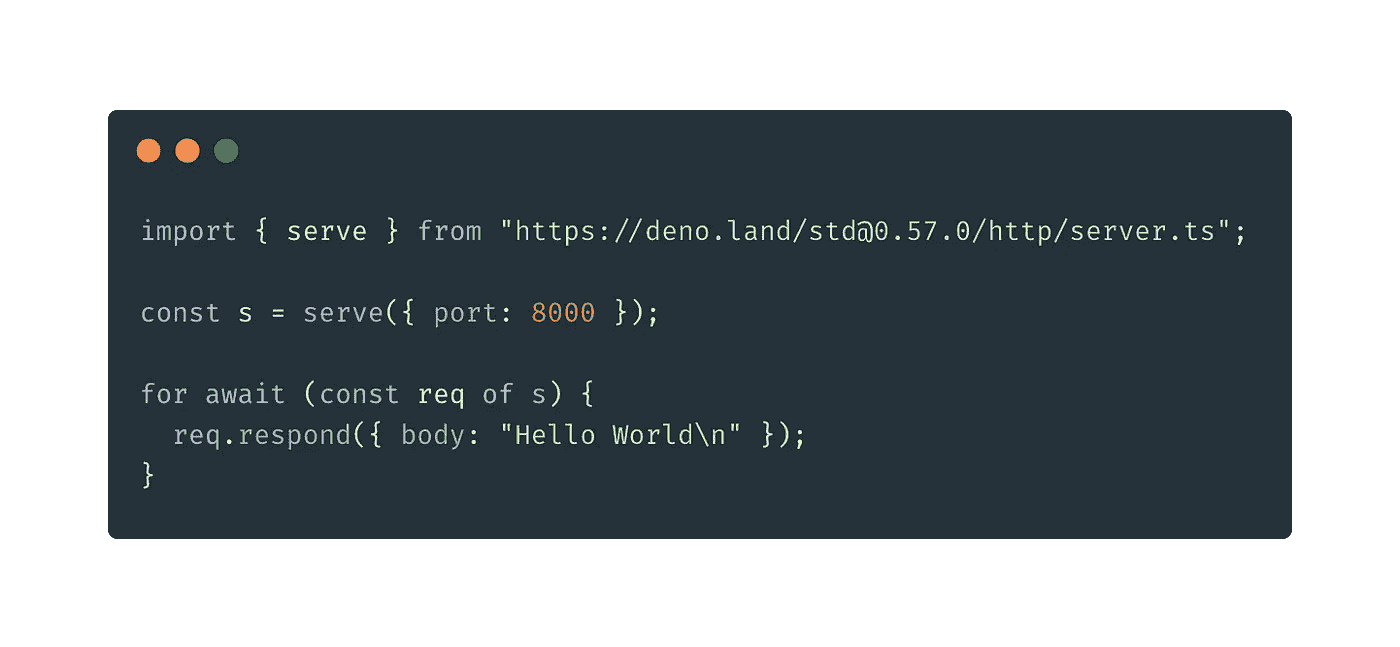 import { serve } from "https://deno.land/std@0.57.0/http/server.ts";
const s = serve({ port: 8000 });
for await (const req of s) {
  req.respond({ body: "Hello World\n" });
}